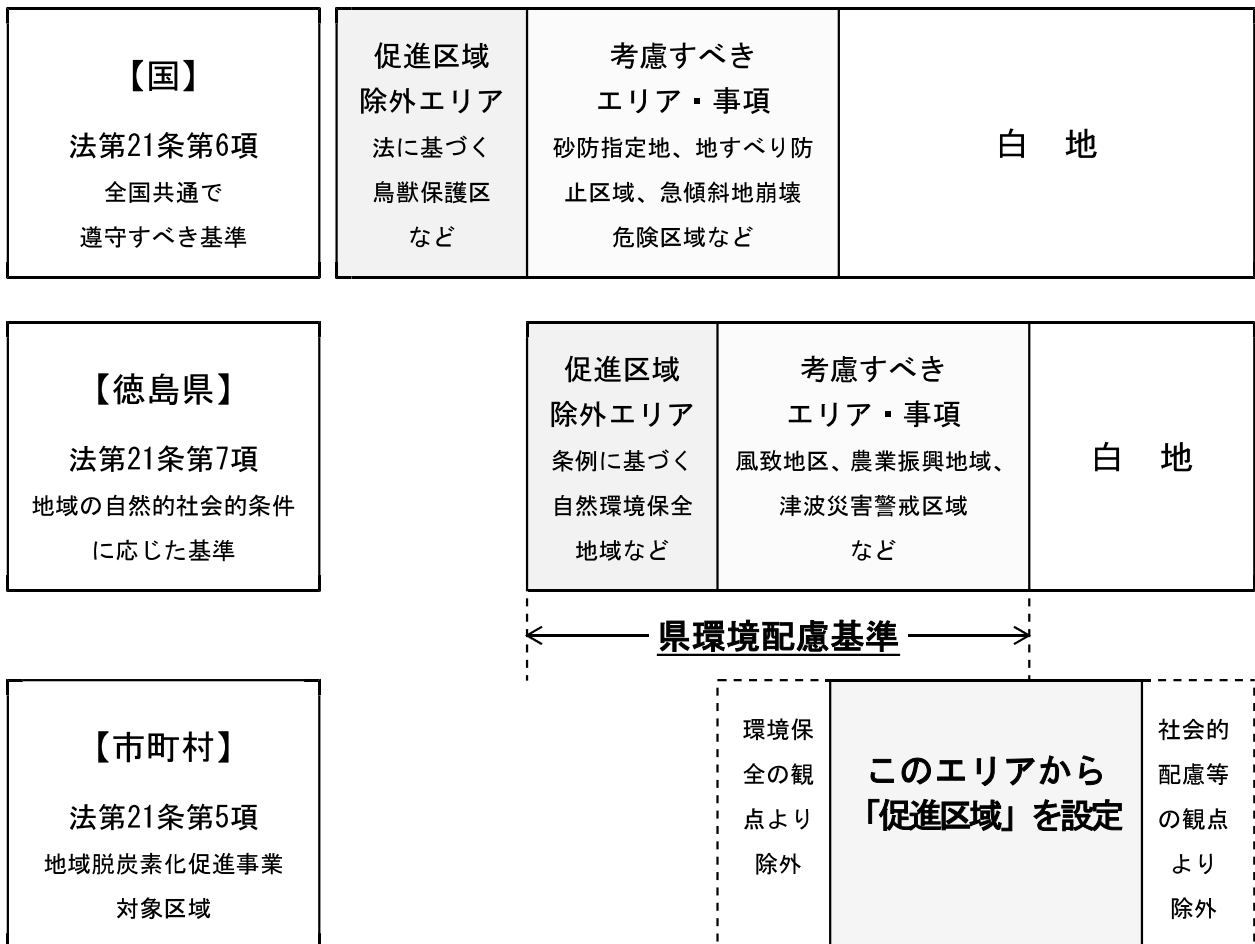 【国】
法第21条第6項
全国共通で
遵守すべき基準
促進区域
除外エリア
法に基づく
鳥獣保護区
など
考慮すべき
エリア・事項
砂防指定地、地すべり防
止区域、急傾斜地崩壊
危険区域など
白　地
【徳島県】
法第21条第7項
地域の自然的社会的条件
に応じた基準
促進区域
除外エリア
条例に基づく
自然環境保全
地域など
考慮すべき
エリア・事項
風致地区、農業振興地域、
津波災害警戒区域
など
白　地
県環境配慮基準
【市町村】
法第21条第5項
地域脱炭素化促進事業
対象区域
環境保
全の観
点より
除外
このエリアから
「促進区域」を設定
社会的
配慮等
の観点
より
除外